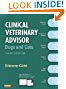 CLINICAL
VETERINARY
ADVISOR
Dogs and Cats
Etienne Côté